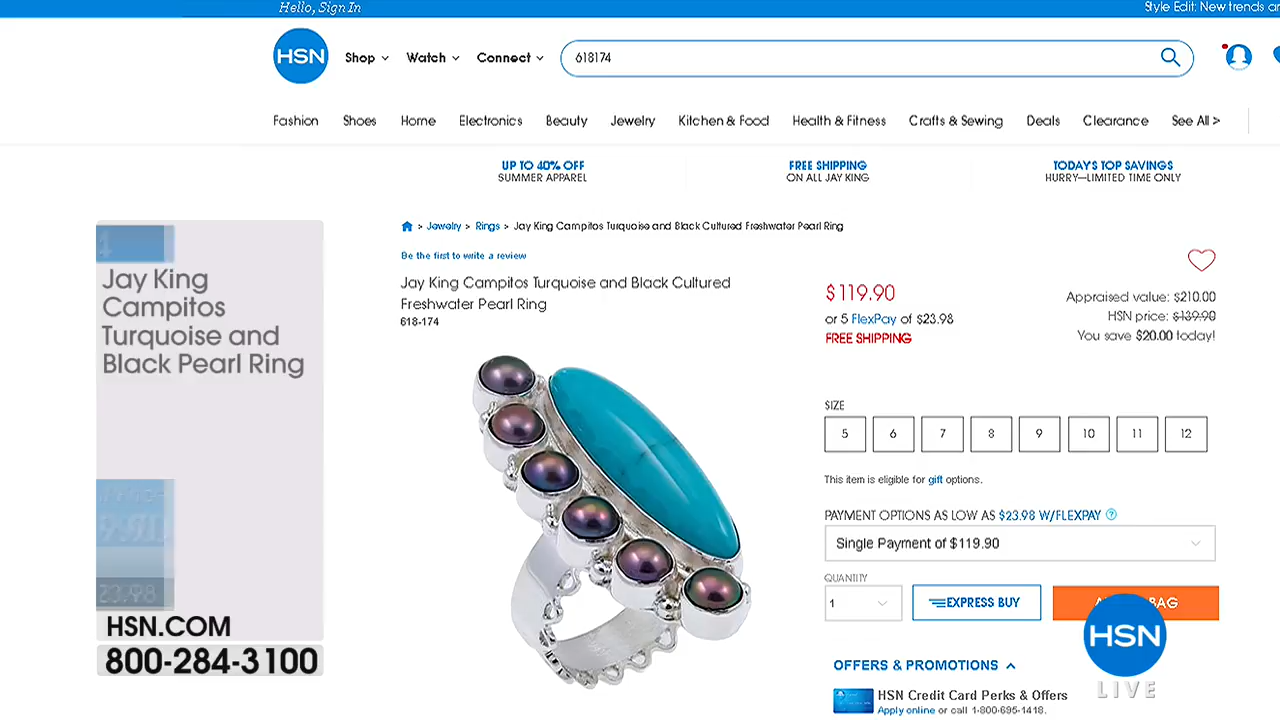 Hello, Sign In
Style Edit: New trends
HSN
Shop
Watch
Connect
618174
Fashion
Shoes
Home
Electronics
Beauty
Jewelry
Kitchen & Food
Health & Fitness
Crafts & Sewing
Deals
Clearance
See All >
UP TO 40% OFF
SUMMER APPAREL
FREE SHIPPING
ON ALL JAY KING
TODAY'S TOP SAVINGS
HURRY—LIMITED TIME ONLY
> Jewelry > Rings > Jay King Campitos Turquoise and Black Cultured Freshwater Pearl Ring
Be the first to write a review
Jay King Campitos Turquoise and Black Cultured
Freshwater Pearl Ring
618-174
$119.90
or 5 FlexPay of $23.98
FREE SHIPPING
Appraised value: $210.00
HSN price: $139.90
You save $20.00 today!
SIZE
5
6
7
8
9
10
11
12
This item is eligible for gift options.
PAYMENT OPTIONS AS LOW AS $23.98 W/FLEXPAY ?
Single Payment of $119.90
QUANTITY
1
EXPRESS BUY
BAG
OFFERS & PROMOTIONS
HSN Credit Card Perks & Offers
Apply online or call 1-800-695-1418.
4
Jay King
Campitos
Turquoise and
Black Pearl Ring
23.98
HSN.COM
800-284-3100
HSN
LIVE